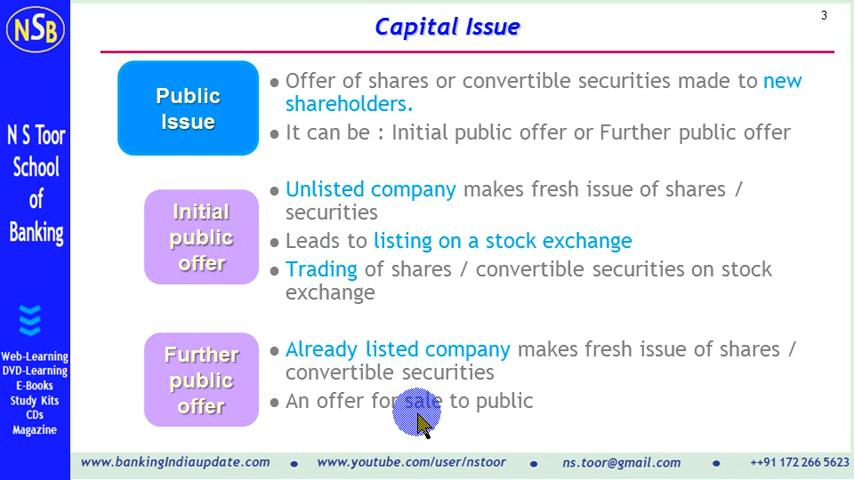 NSB
Capital Issue
3
N S Toor
School
of
Banking
Web-Learning
DVD-Learning
E-Books
Study Kits
CDs
Magazine
Public
Issue
● Offer of shares or convertible securities made to new
shareholders.
● It can be : Initial public offer or Further public offer
Initial
public
offer
● Unlisted company makes fresh issue of shares /
securities
● Leads to listing on a stock exchange
● Trading of shares / convertible securities on stock
exchange
Further
public
offer
● Already listed company makes fresh issue of shares /
convertible securities
● An offer for sale to public
www.bankingIndiaupdate.com ● www.youtube.com/user/nstoor ● ns.toor@gmail.com ● ++91 172 266 5623